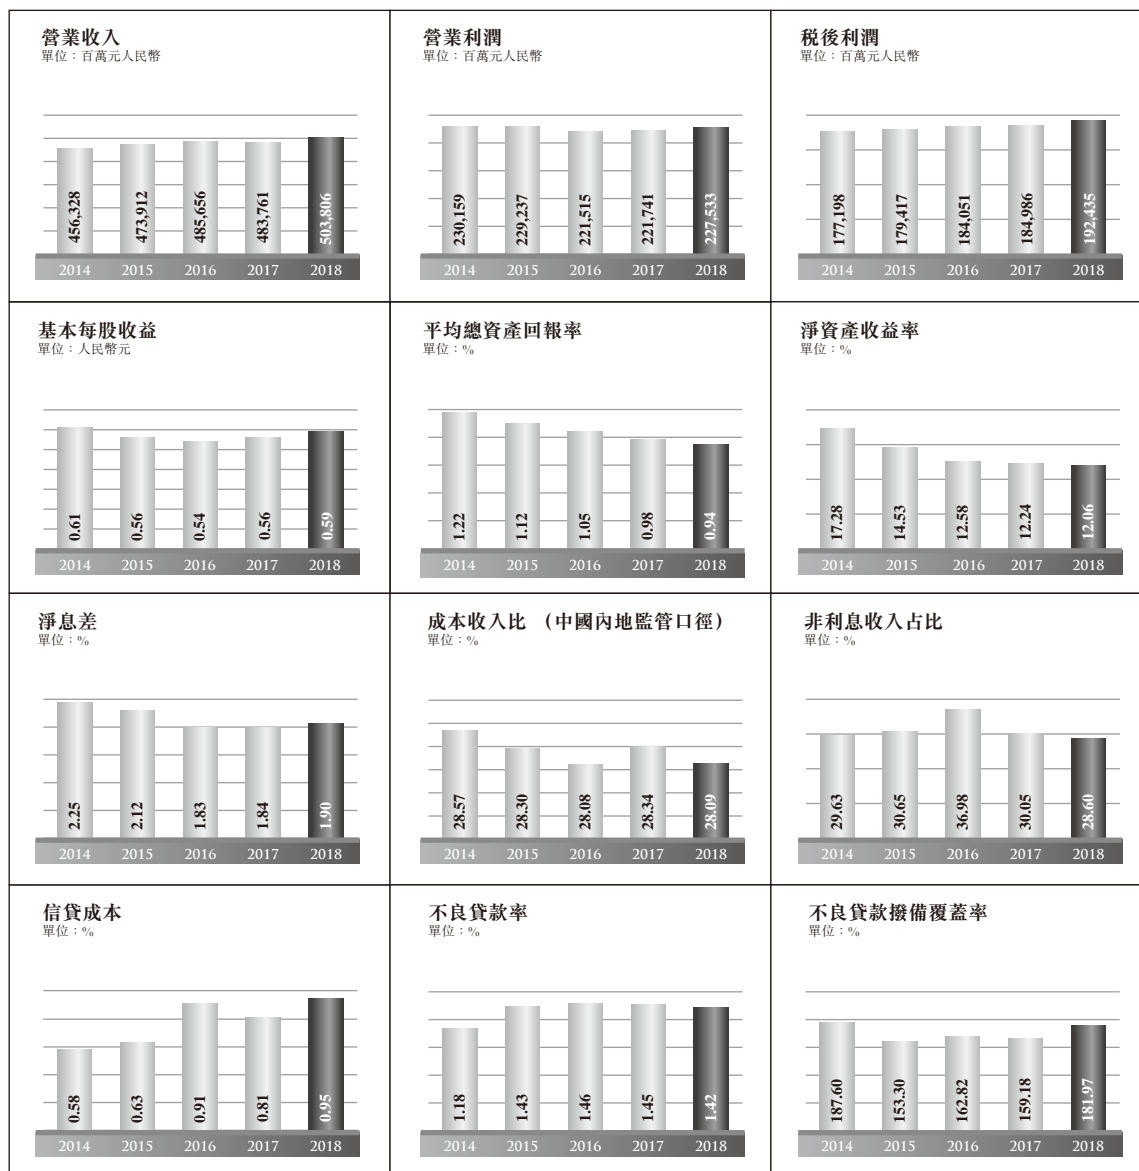 營業收入
單位：百萬元人民幣
456,328
473,912
485,656
483,761
503,806
2014 2015 2016 2017 2018
營業利潤
單位：百萬元人民幣
230,159
229,237
221,515
221,741
227,533
2014 2015 2016 2017 2018
稅後利潤
單位：百萬元人民幣
177,198
179,417
184,051
184,986
192,435
2014 2015 2016 2017 2018
基本每股收益
單位：人民幣元
0.61
0.56
0.54
0.56
0.59
2014 2015 2016 2017 2018
平均總資產回報率
單位：%
1.22
1.12
1.05
0.98
0.94
2014 2015 2016 2017 2018
淨資產收益率
單位：%
17.28
14.53
12.58
12.24
12.06
2014 2015 2016 2017 2018
淨息差
單位：%
2.25
2.12
1.83
1.84
1.90
2014 2015 2016 2017 2018
成本收入比 （中國內地監管口徑）
單位：%
28.57
28.30
28.08
28.34
28.09
2014 2015 2016 2017 2018
非利息收入占比
單位：%
29.63
30.65
36.98
30.05
28.60
2014 2015 2016 2017 2018
信貸成本
單位：%
0.58
0.63
0.91
0.81
0.95
2014 2015 2016 2017 2018
不良貸款率
單位：%
1.18
1.43
1.46
1.45
1.42
2014 2015 2016 2017 2018
不良貸款撥備覆蓋率
單位：%
187.60
153.30
162.82
159.18
181.97
2014 2015 2016 2017 2018